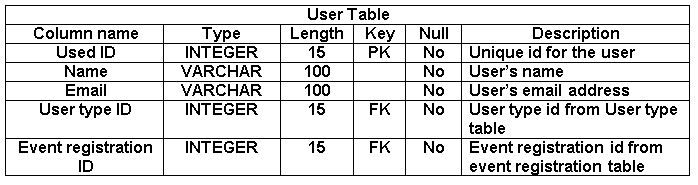 User Table
Column name Type Length Key Null Description
Used ID INTEGER 15 PK No Unique id for the user
Name VARCHAR 100 No User's name
Email VARCHAR 100 No User's email address
User type ID INTEGER 15 FK No User type id from User type
table
Event registration INTEGER 15 FK No Event registration id from
ID event registration table